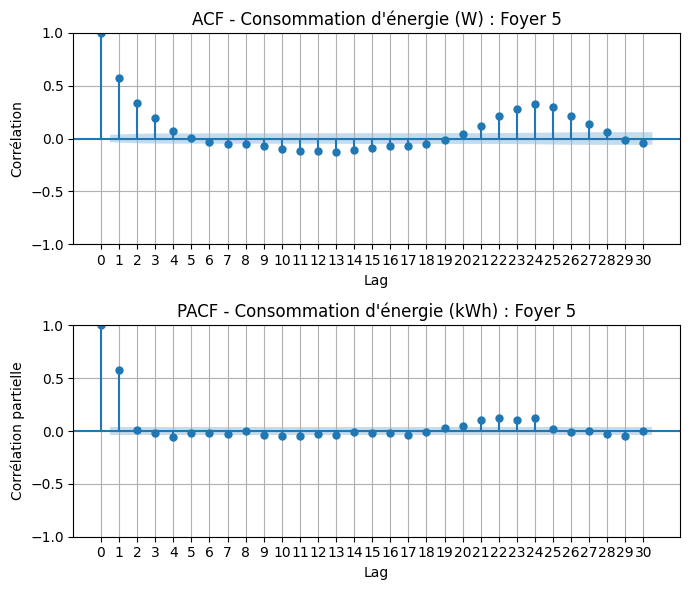 ACF - Consommation d'énergie (W) : Foyer 5
1.0
0.5
0.0
−0.5
−1.0
Corrélation
0 1 2 3 4 5 6 7 8 9 10 11 12 13 14 15 16 17 18 19 20 21 22 23 24 25 26 27 28 29 30
Lag
PACF - Consommation d'énergie (kWh) : Foyer 5
1.0
0.5
0.0
−0.5
−1.0
Corrélation partielle
0 1 2 3 4 5 6 7 8 9 10 11 12 13 14 15 16 17 18 19 20 21 22 23 24 25 26 27 28 29 30
Lag